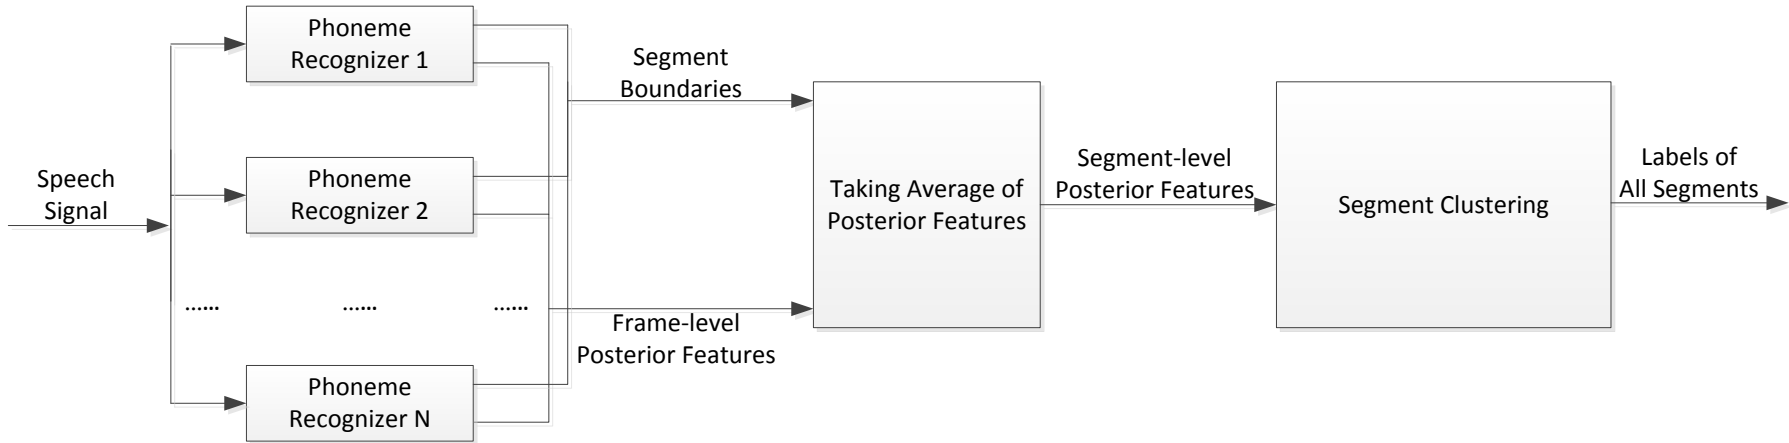 Speech
Signal
Phoneme
Recognizer 1
Phoneme
Recognizer 2
......
......
......
Phoneme
Recognizer N
Segment
Boundaries
Frame-level
Posterior Features
Taking Average of
Posterior Features
Segment-level
Posterior Features
Segment Clustering
Labels of
All Segments